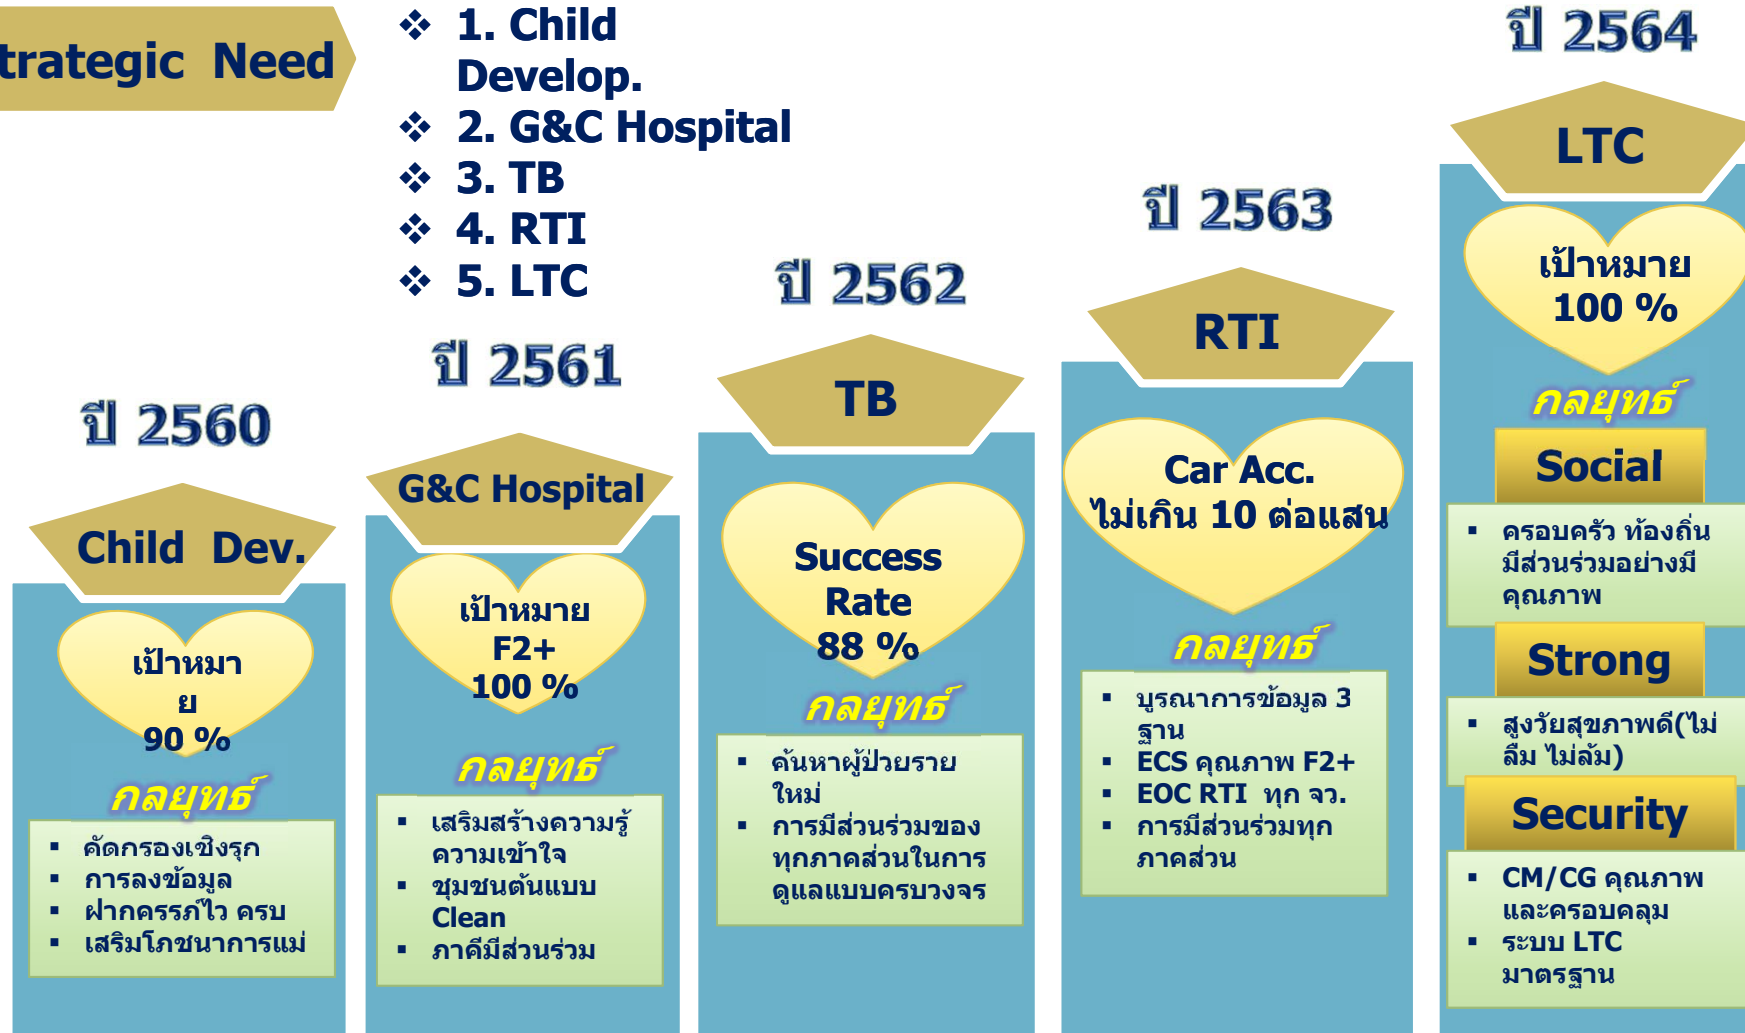 trategic Need
❖ 1. Child
Develop.
❖ 2. G&C Hospital
❖ 3. TB
❖ 4. RTI
❖ 5. LTC
ปี 2560
Child Dev.
เป้าหมา
ย
90 %
กลยุทธ์
▪ คัดกรองเชิงรุก
▪ การลงข้อมูล
▪ ฝากครรภ์ไว ครบ
▪ เสริมโภชนาการแม่
ปี 2561
G&C Hospital
เป้าหมาย
F2+
100 %
กลยุทธ์
▪ เสริมสร้างความรู้
ความเข้าใจ
▪ ชุมชนต้นแบบ
Clean
▪ ภาคีมีส่วนร่วม
ปี 2562
TB
Success
Rate
88 %
กลยุทธ์
▪ ค้นหาผู้ป่วยราย
ใหม่
▪ การมีส่วนร่วมของ
ทุกภาคส่วนในการ
ดูแลแบบครบวงจร
ปี 2563
RTI
Car Acc.
ไม่เกิน 10 ต่อแสน
กลยุทธ์
▪ บูรณาการข้อมูล 3
ฐาน
▪ ECS คุณภาพ F2+
▪ EOC RTI ทุก จว.
▪ การมีส่วนร่วมทุก
ภาคส่วน
ปี 2564
LTC
เป้าหมาย
100 %
กลยุทธ์
Social
▪ ครอบครัว ท้องถิ่น
มีส่วนร่วมอย่างมี
คุณภาพ
Strong
▪ สูงวัยสุขภาพดี(ไม่
ลืม ไม่ล้ม)
Security
▪ CM/CG คุณภาพ
และครอบคลุม
▪ ระบบ LTC
มาตรฐาน